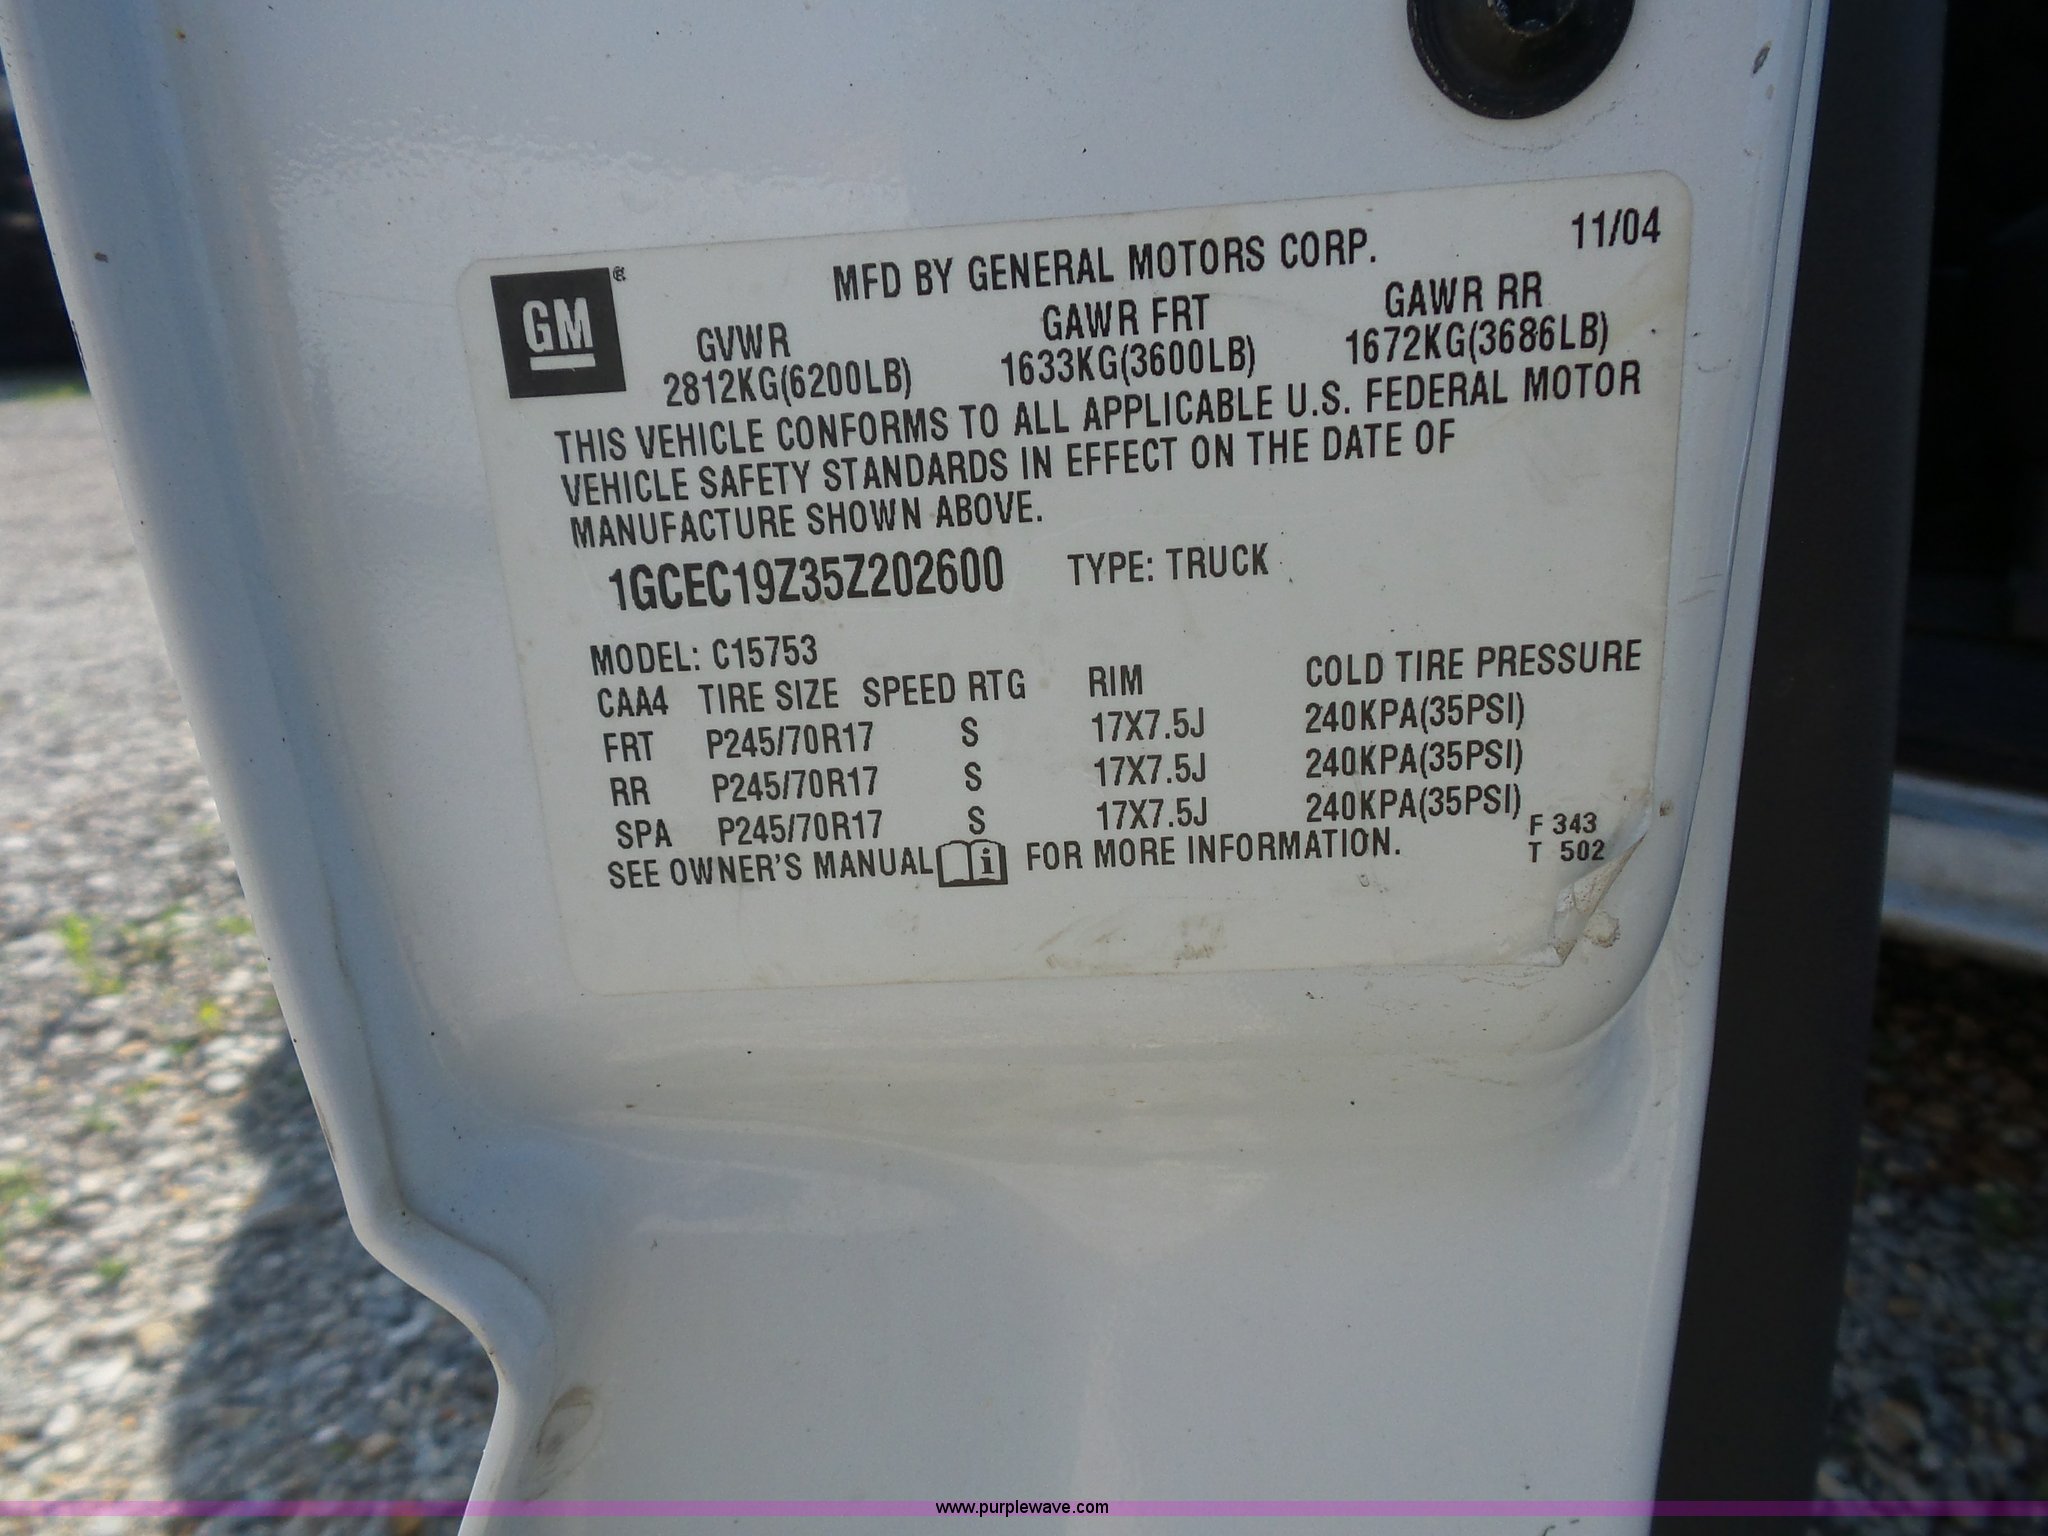 GM®
MFD BY GENERAL MOTORS CORP. 11/04
GVWR GAWR FRT GAWR RR
2812KG(6200LB) 1633KG(3600LB) 1672KG(3686LB)
THIS VEHICLE CONFORMS TO ALL APPLICABLE U.S. FEDERAL MOTOR
VEHICLE SAFETY STANDARDS IN EFFECT ON THE DATE OF
MANUFACTURE SHOWN ABOVE.
1GCEC19Z35Z202600 TYPE: TRUCK
MODEL: C15753
CAA4 TIRE SIZE SPEED RTG RIM COLD TIRE PRESSURE
FRT P245/70R17 S 17X7.5J 240KPA(35PSI)
RR P245/70R17 S 17X7.5J 240KPA(35PSI)
SPA P245/70R17 S 17X7.5J 240KPA(35PSI)
SEE OWNER'S MANUAL i FOR MORE INFORMATION.
F 343
T 502
www.purplewave.com